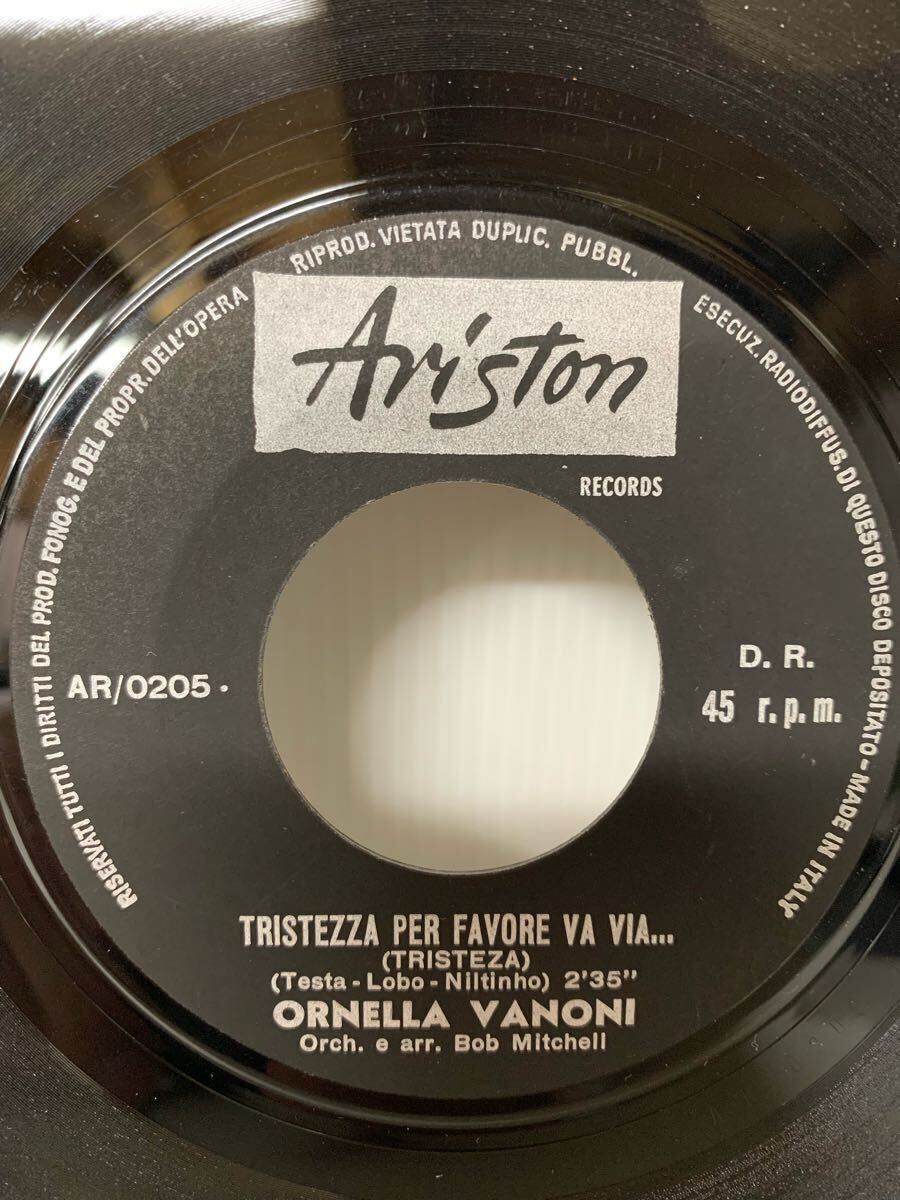 RISERVATI TUTTI I DIRITTI DEL PROD. FONOG. E DEL PROPR. DELL'OPERA
RIPROD. VIETATA DUPLIC. PUBBL.
ESECUZ. RADIODIFFUS. DI QUESTO DISCO DEPOSITATO - MADE IN ITALY
Ariston
RECORDS
AR/0205.
D. R.
45 r.p.m.
TRISTEZZA PER FAVORE VA VIA...
(TRISTEZA)
(Testa - Lobo - Niltinho) 2'35"
ORNELLA VANONI
Orch. e arr. Bob Mitchell